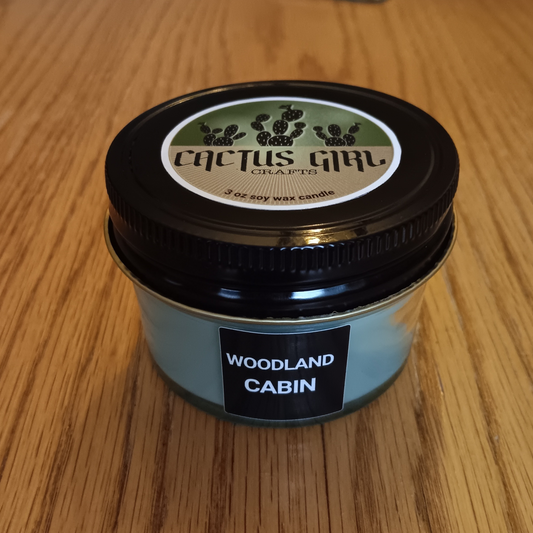 CACTUS GIRL
CRAFTS
3 oz soy wax candle
WOODLAND
CABIN